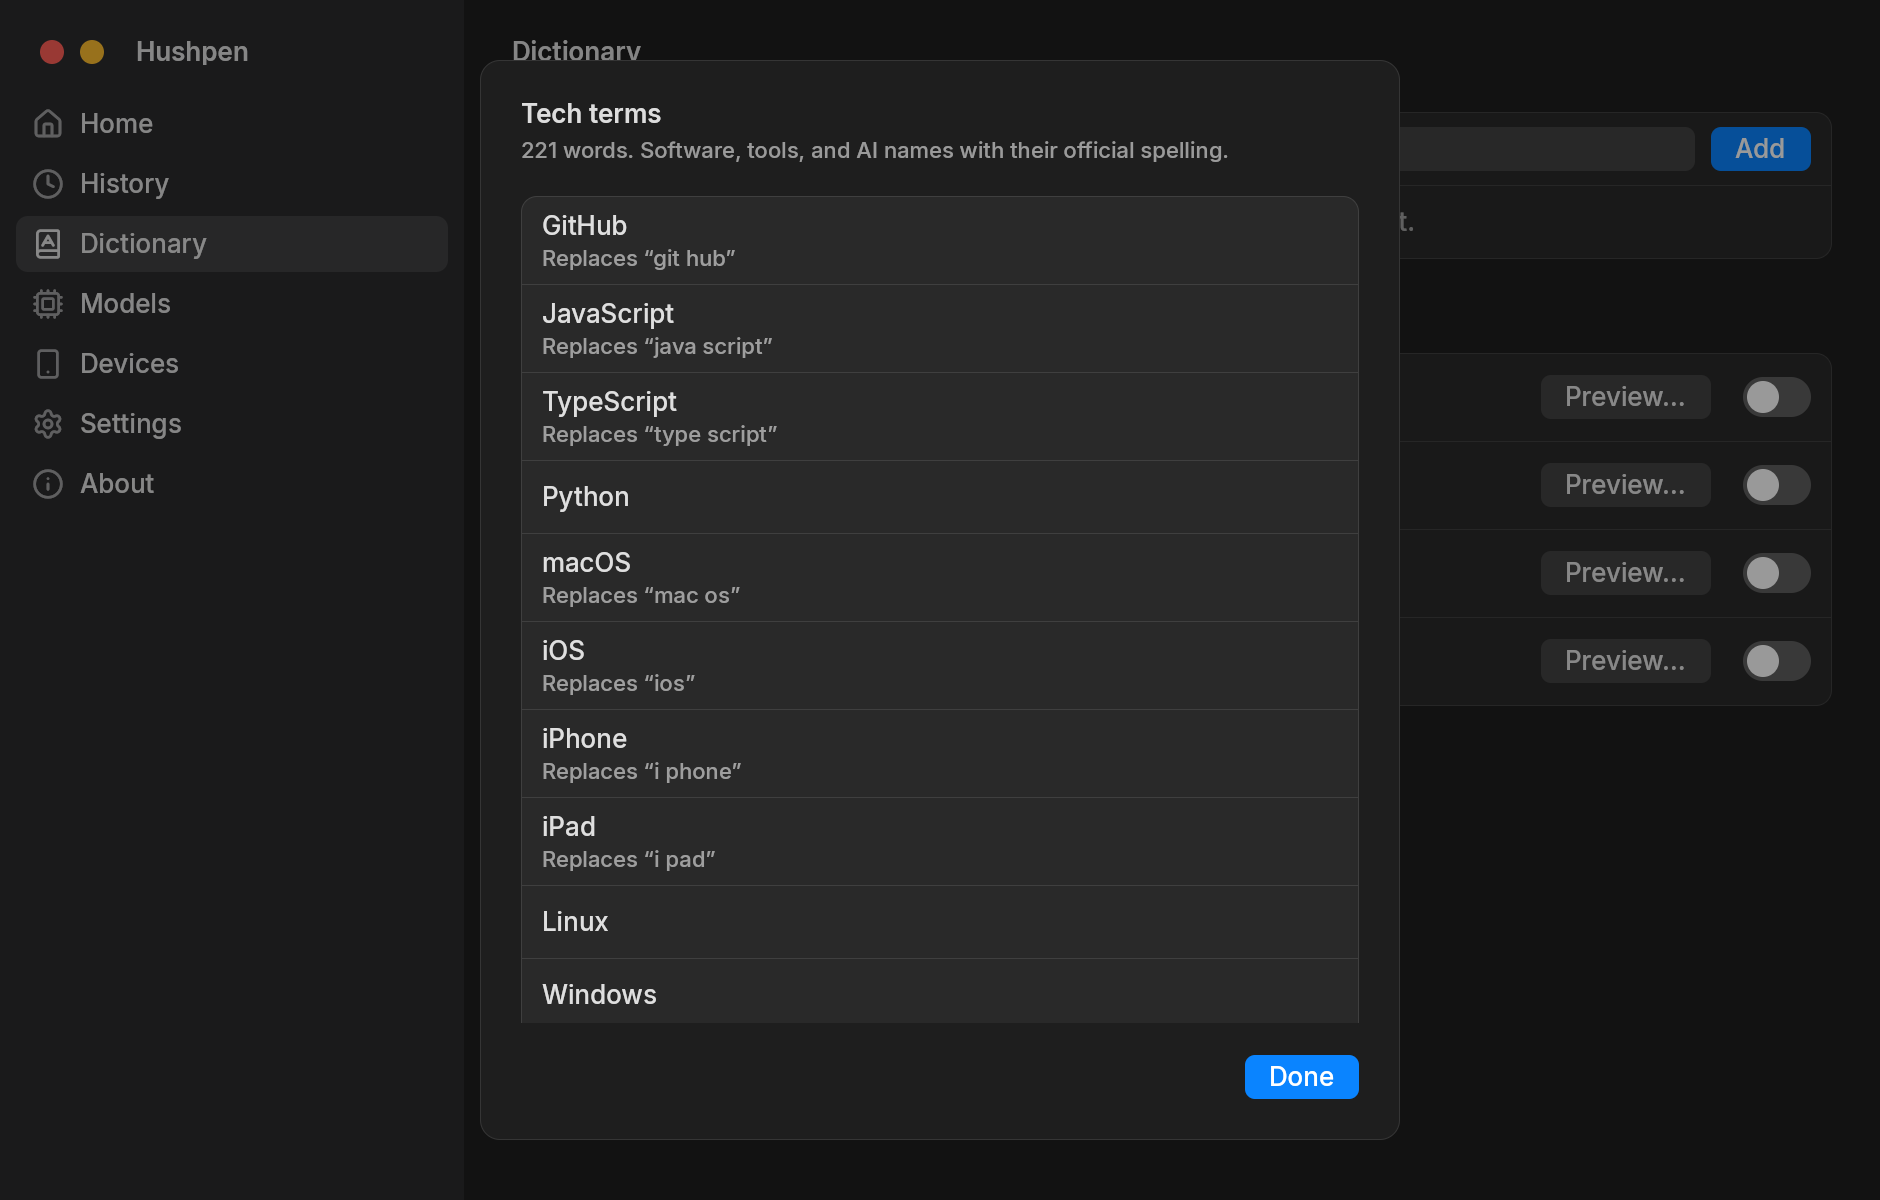 Hushpen
Home
History
Dictionary
Models
Devices
Settings
About
Dictionary
Add
t.
Preview...
Preview...
Preview...
Preview...
Tech terms
221 words. Software, tools, and AI names with their official spelling.
GitHub
Replaces “git hub”
JavaScript
Replaces “java script”
TypeScript
Replaces “type script”
Python
macOS
Replaces “mac os”
iOS
Replaces “ios”
iPhone
Replaces “i phone”
iPad
Replaces “i pad”
Linux
Windows
Done